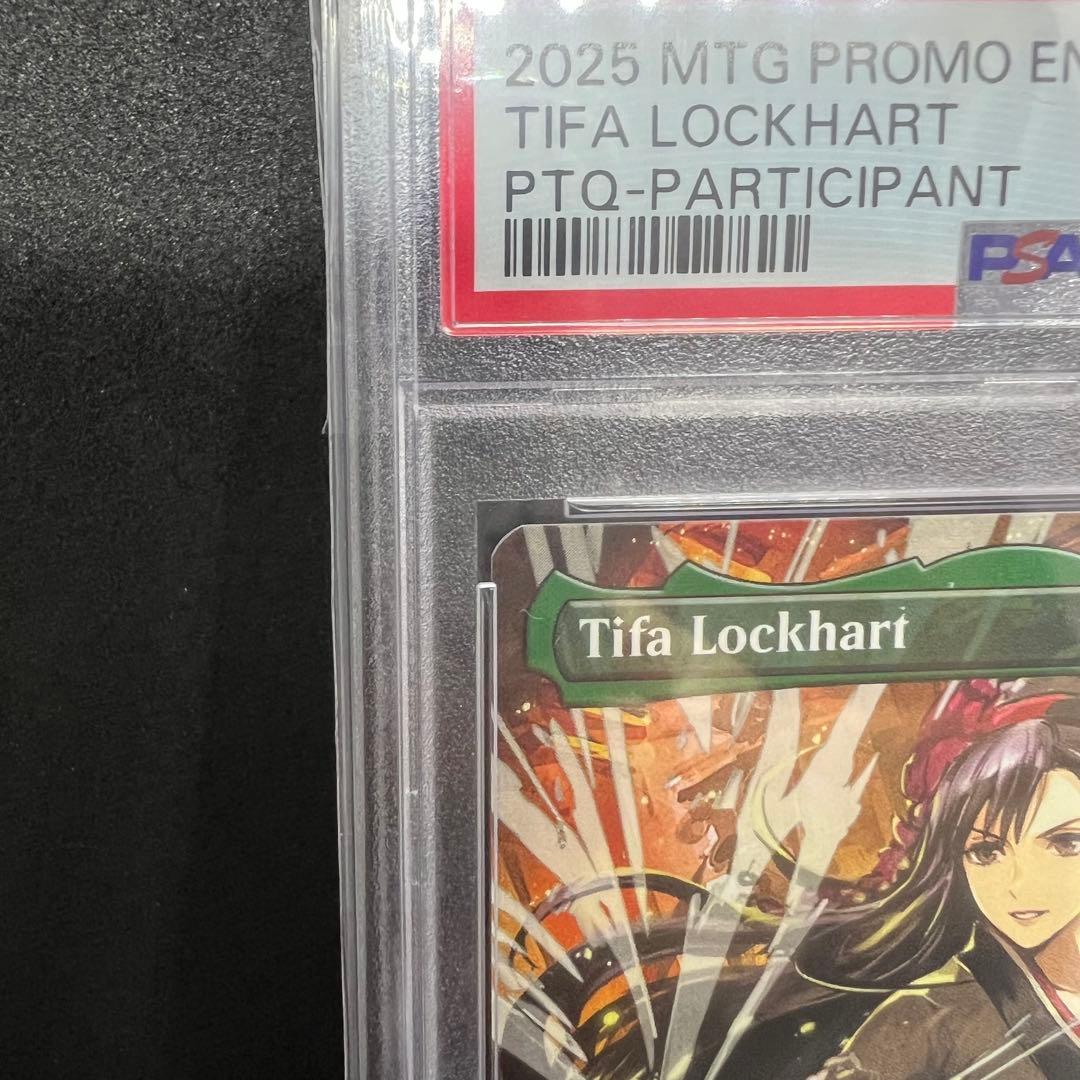 2025 MTG PROMO EN
TIFA LOCKHART
PTQ-PARTICIPANT
PSA
Tifa Lockhart